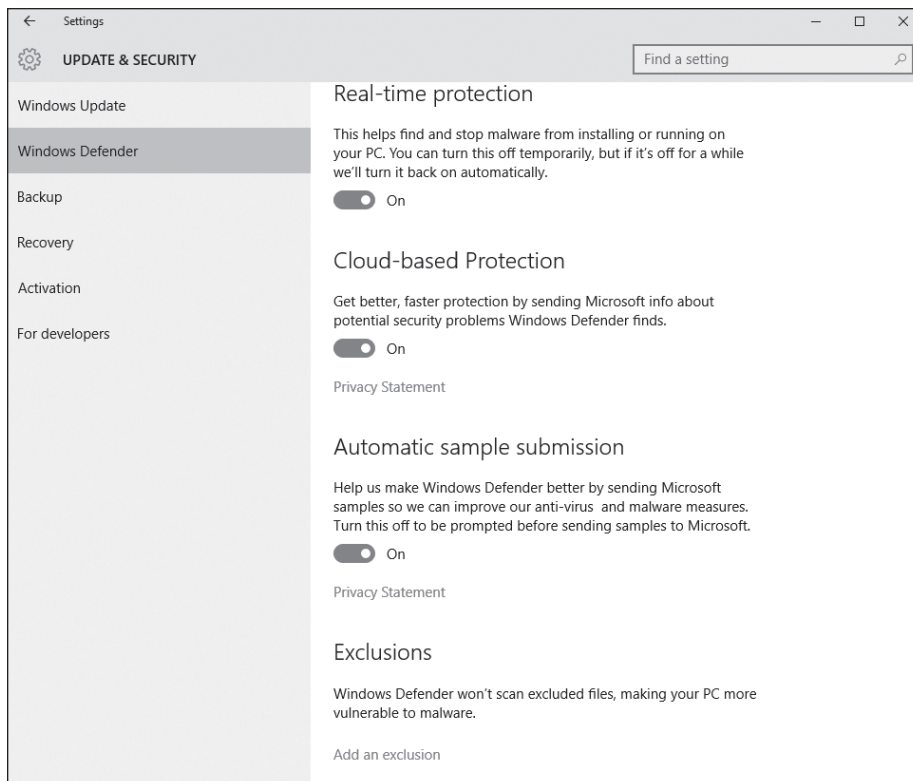 Settings
UPDATE & SECURITY
Find a setting
Windows Update
Windows Defender
Backup
Recovery
Activation
For developers
Real-time protection
This helps find and stop malware from installing or running on
your PC. You can turn this off temporarily, but if it's off for a while
we'll turn it back on automatically.
On
Cloud-based Protection
Get better, faster protection by sending Microsoft info about
potential security problems Windows Defender finds.
On
Privacy Statement
Automatic sample submission
Help us make Windows Defender better by sending Microsoft
samples so we can improve our anti-virus  and malware measures.
Turn this off to be prompted before sending samples to Microsoft.
On
Privacy Statement
Exclusions
Windows Defender won't scan excluded files, making your PC more
vulnerable to malware.
Add an exclusion